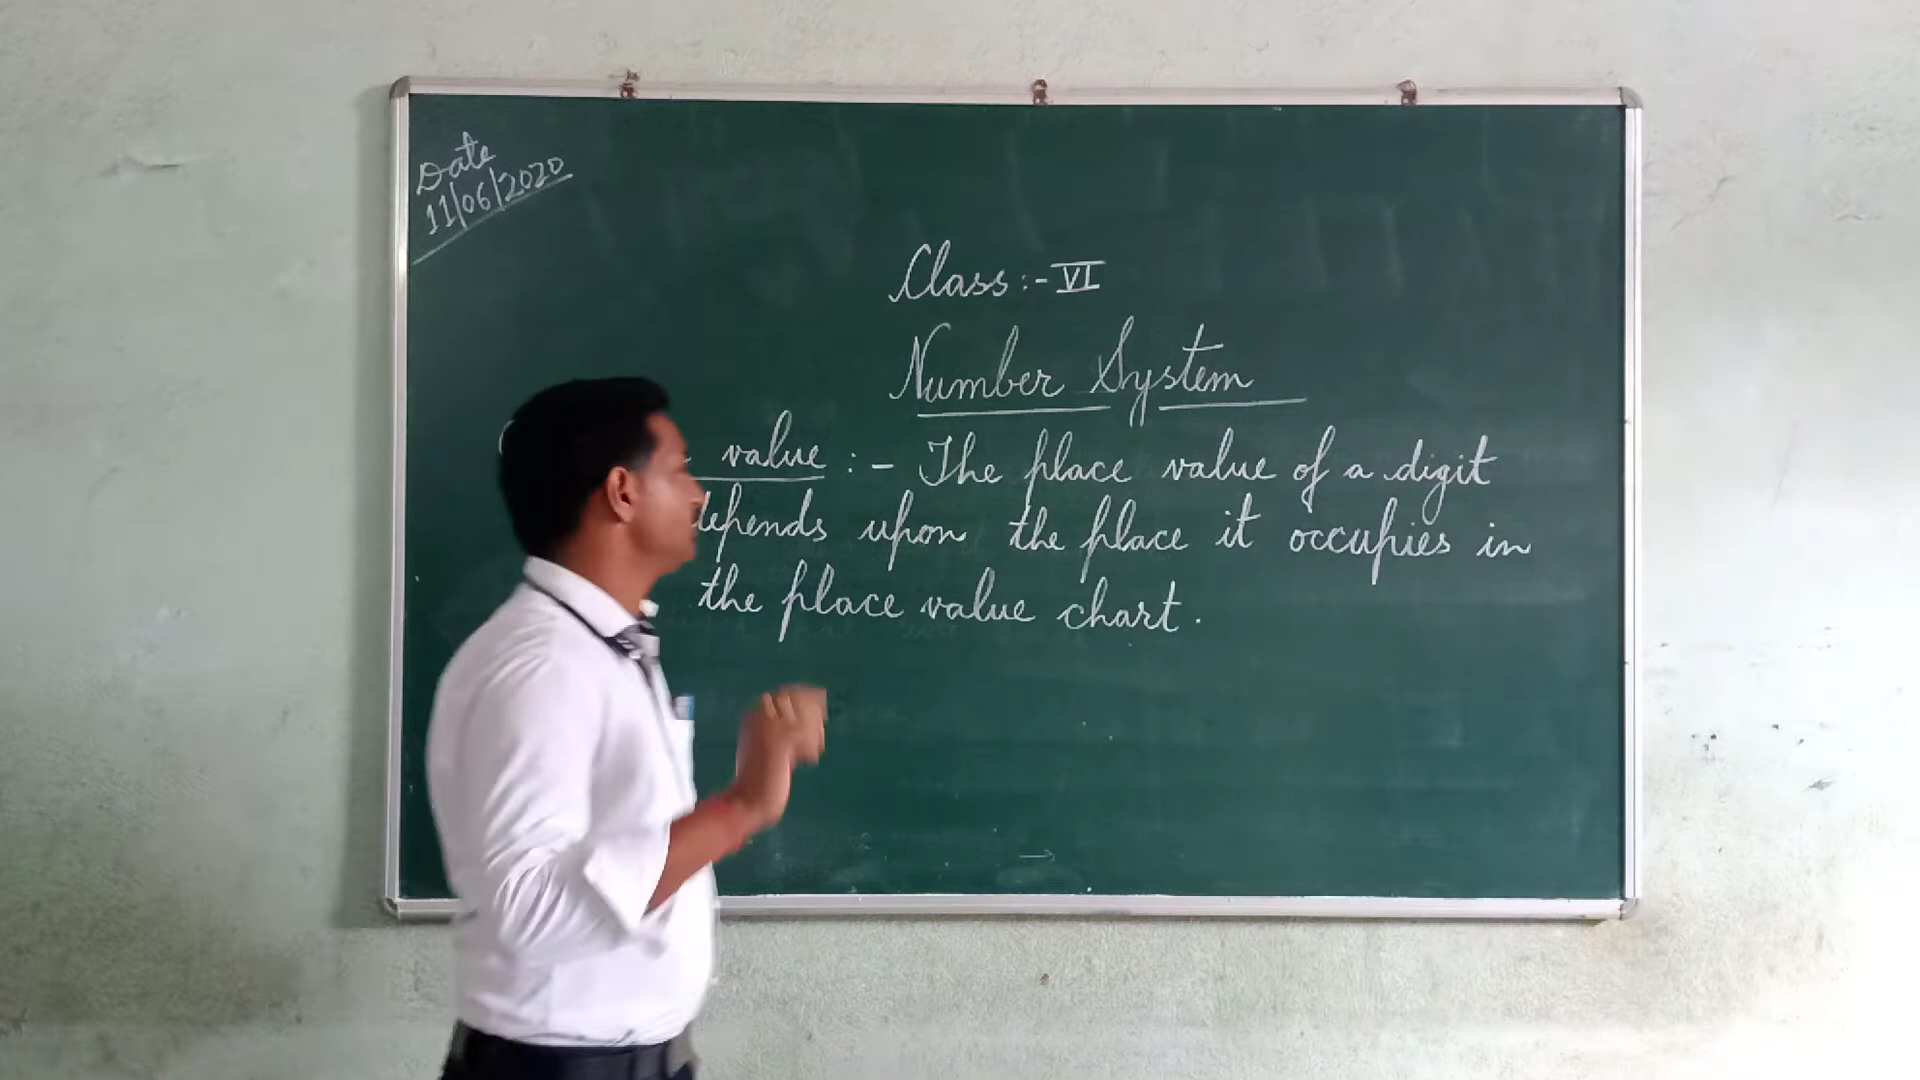 Date
11/06/2020
Class :- VI
Number System
value :- The place value of a digit
depends upon the place it occupies in
the place value chart.